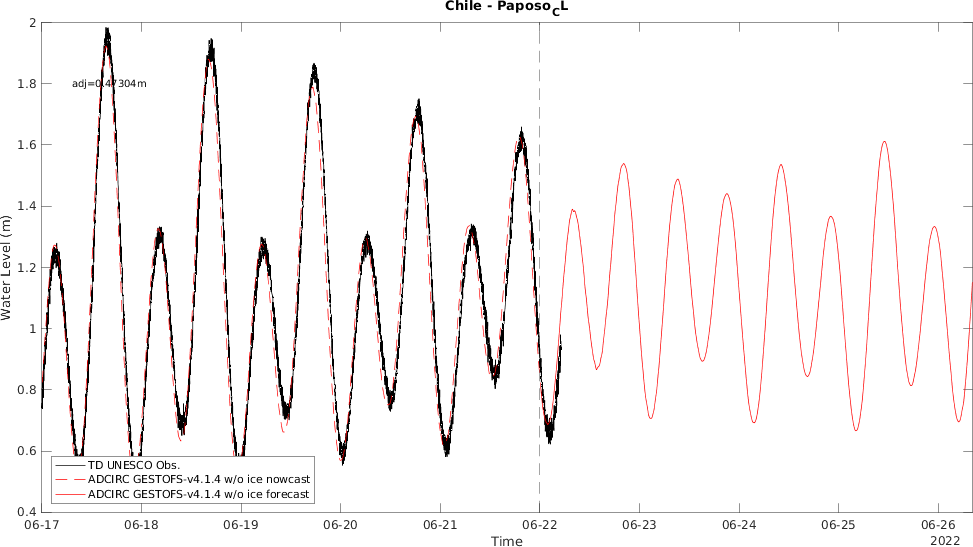 Chile - PaposoCL
2
1.8
1.6
1.4
1.2
1
0.8
0.6
0.4
Water Level (m)
adj=0.47304m
TD UNESCO Obs.
ADCIRC GESTOFS-v4.1.4 w/o ice nowcast
ADCIRC GESTOFS-v4.1.4 w/o ice forecast
06-17 06-18 06-19 06-20 06-21 06-22 06-23 06-24 06-25 06-26
Time
2022